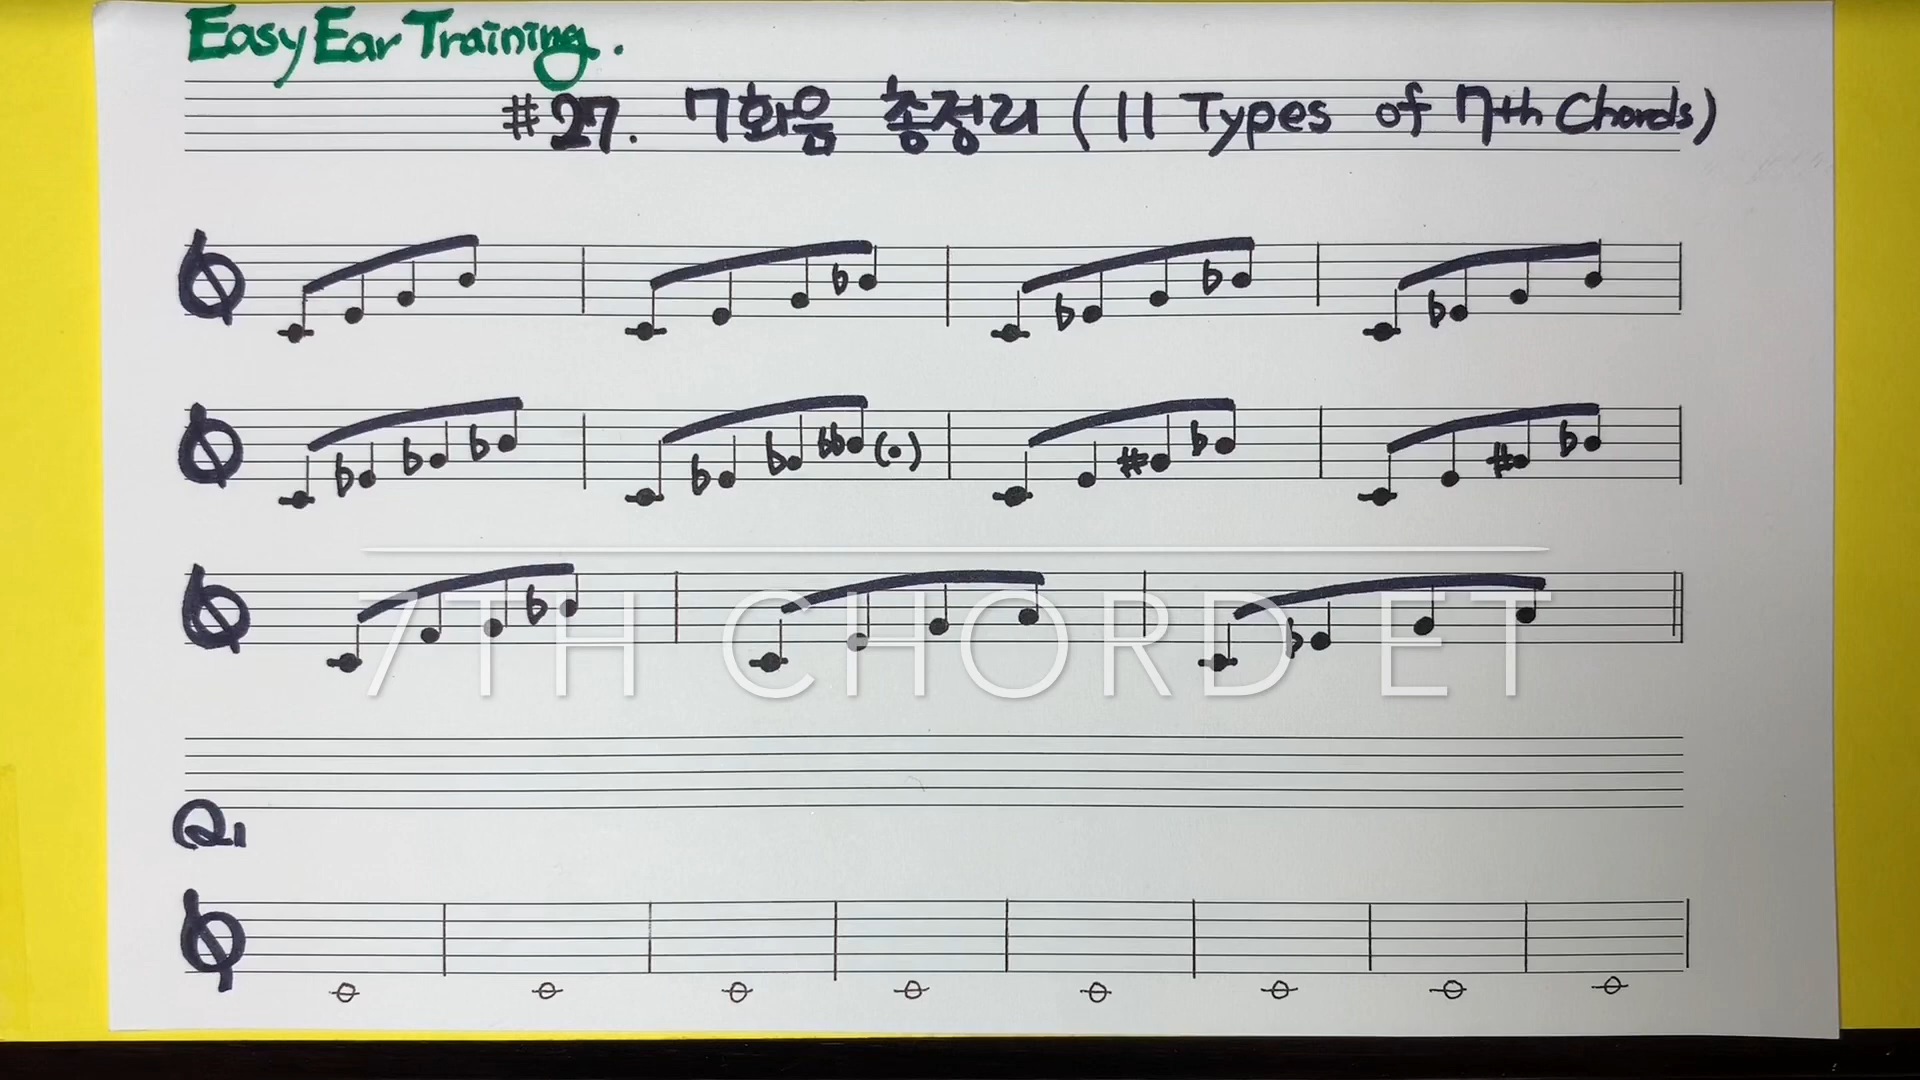 Easy Ear Training.
#27. 7화음 총정리 (11 Types of 7th Chords)
7TH CHORD ET
Q1